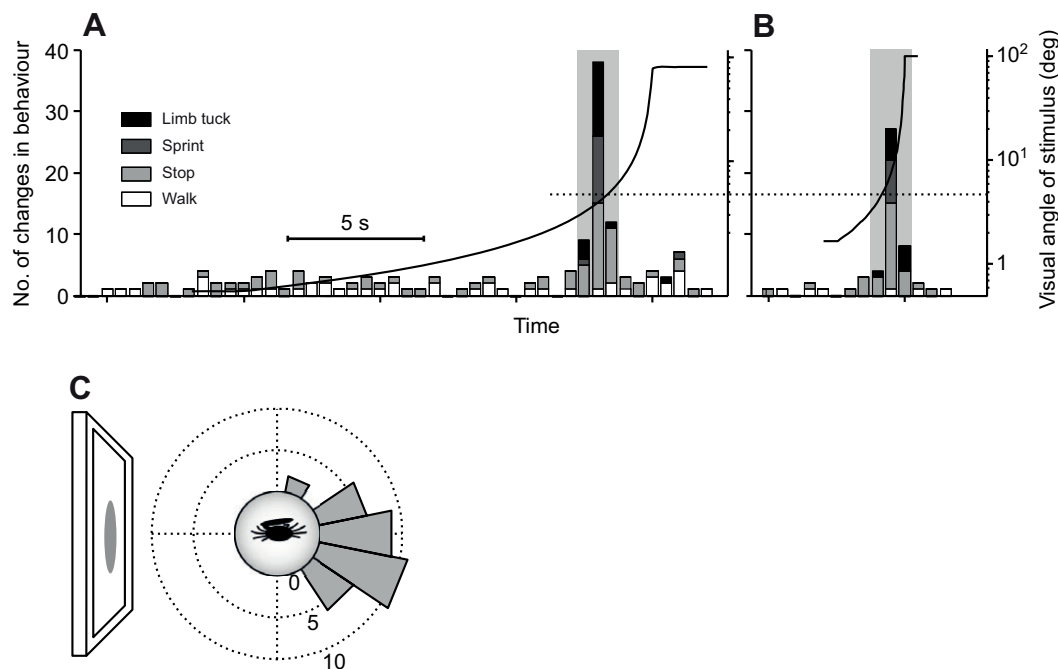 A
B
No. of changes in behaviour
40
30
20
10
0
Limb tuck
Sprint
Stop
Walk
5 s
Time
10²
10¹
1
Visual angle of stimulus (deg)
C
0
5
10